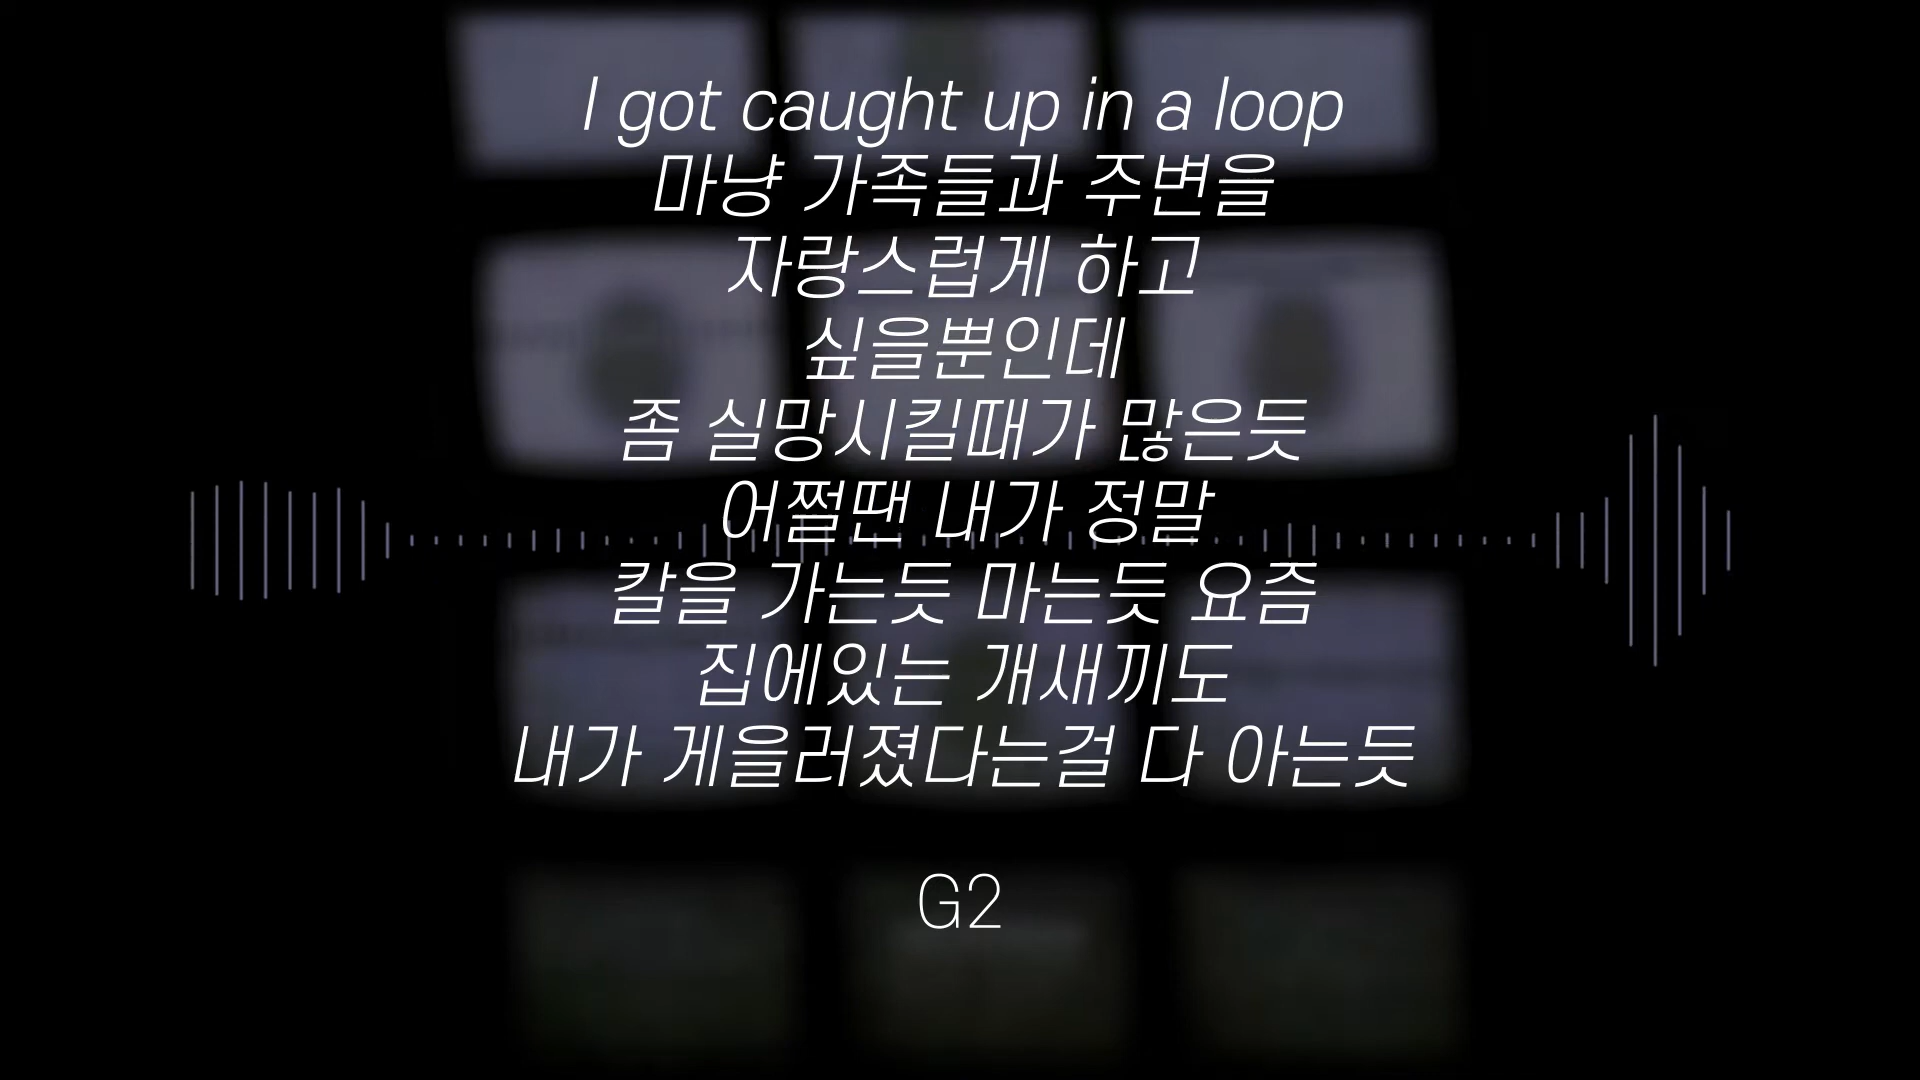 I got caught up in a loop
마냥 가족들과 주변을
자랑스럽게 하고
싶을뿐인데
좀 실망시킬때가 많은듯
어쩔땐 내가 정말
칼을 가는듯 마는듯 요즘
집에있는 개새끼도
내가 게을러졌다는걸 다 아는듯
G2